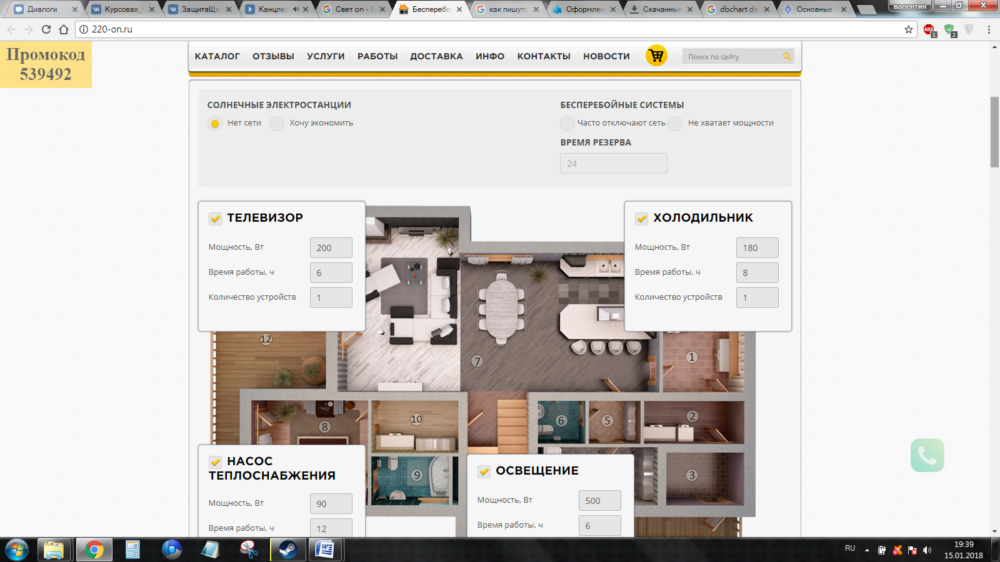 Диалоги
Курсовая_
ЗащитаЩи
Канцле
Свет on - Г
Бесперебо
как пишутс
Оформлен
Скачанные
dbchart de
Основные
валентин
220-on.ru
ABP
1
2
Промокод
539492
КАТАЛОГ ОТЗЫВЫ УСЛУГИ РАБОТЫ ДОСТАВКА ИНФО КОНТАКТЫ НОВОСТИ
Поиск по сайту
СОЛНЕЧНЫЕ ЭЛЕКТРОСТАНЦИИ
Нет сети Хочу экономить
БЕСПЕРЕБОЙНЫЕ СИСТЕМЫ
Часто отключают сеть Не хватает мощности
ВРЕМЯ РЕЗЕРВА
24
ТЕЛЕВИЗОР
Мощность, Вт 200
Время работы, ч 6
Количество устройств 1
ХОЛОДИЛЬНИК
Мощность, Вт 180
Время работы, ч 8
Количество устройств 1
12
7
1
8
10
6
5
2
9
3
НАСОС
ТЕПЛОСНАБЖЕНИЯ
Мощность, Вт 90
Время работы, ч 12
ОСВЕЩЕНИЕ
Мощность, Вт 500
Время работы, ч 6
RU
19:39
15.01.2018